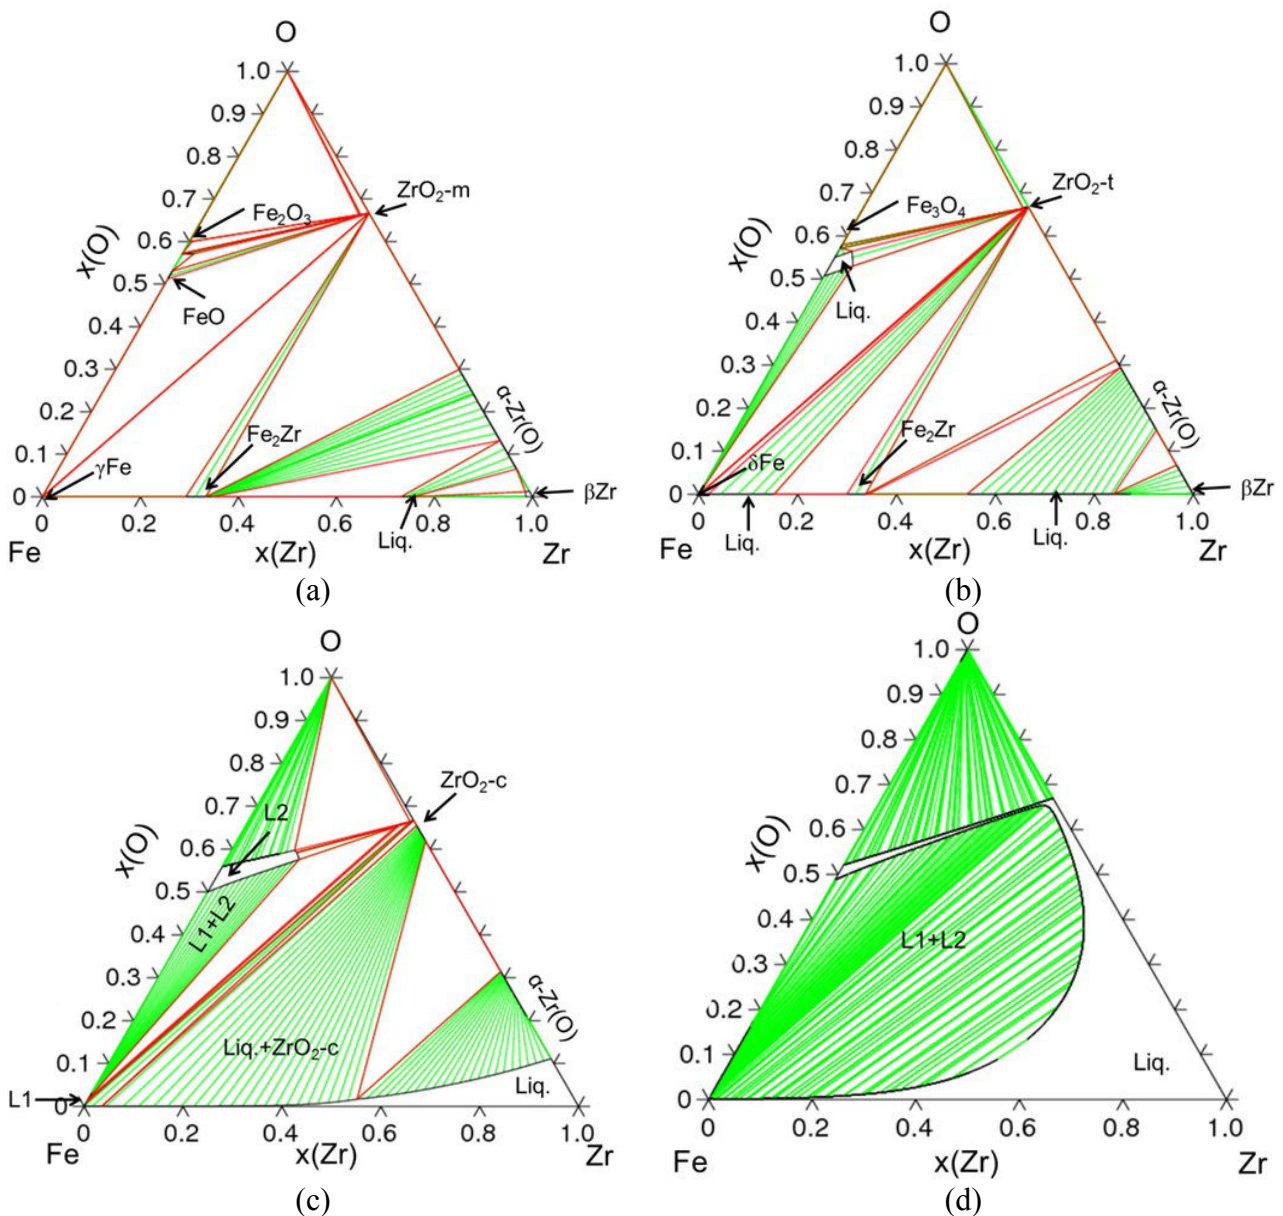 O
1.0
0.9
0.8
0.7
0.6
0.5
0.4
0.3
0.2
0.1
0
x(O)
ZrO₂-m
Fe₂O₃
FeO
Fe₂Zr
α-Zr(O)
γFe
βZr
Liq.
0 0.2 0.4 0.6 0.8 1.0
Fe x(Zr) Zr
(a)
O
1.0
0.9
0.8
0.7
0.6
0.5
0.4
0.3
0.2
0.1
0
x(O)
ZrO₂-t
Fe₃O₄
Liq.
Fe₂Zr
α-Zr(O)
δFe
βZr
0 0.2 0.4 0.6 0.8 1.0
Liq. Liq.
Fe x(Zr) Zr
(b)
O
1.0
0.9
0.8
0.7
0.6
0.5
0.4
0.3
0.2
0.1
0
x(O)
ZrO₂-c
L2
L1+L2
α-Zr(O)
Liq.+ZrO₂-c
Liq.
L1
0 0.2 0.4 0.6 0.8 1.0
Fe x(Zr) Zr
(c)
O
1.0
0.9
0.8
0.7
0.6
0.5
0.4
0.3
0.2
0.1
0
x(O)
L1+L2
Liq.
0 0.2 0.4 0.6 0.8 1.0
Fe x(Zr) Zr
(d)